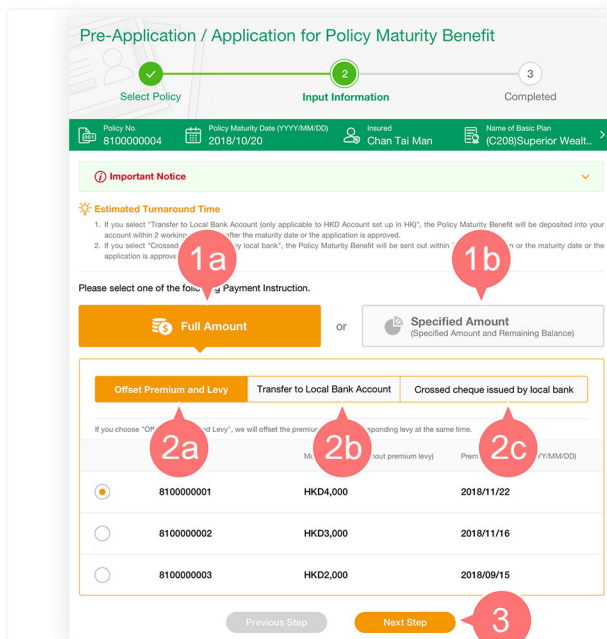 Pre-Application / Application for Policy Maturity Benefit
2
3
Select Policy
Input Information
Completed
Policy No.
8100000004
Policy Maturity Date (YYYY/MM/DD)
2018/10/20
Insured
Chan Tai Man
Name of Basic Plan
(C208)Superior Wealt..
Important Notice
Estimated Turnaround Time
1. If you select "Transfer to Local Bank Account (only applicable to HKD Account set up in HK)", the Policy Maturity Benefit will be deposited into your
account within 2 working after the maturity date or the application is approved.
2. If you select "Crossed by local bank", the Policy Maturity Benefit will be sent out within or the maturity date or the
application is approved
1a
1b
Please select one of the following Payment Instruction.
Full Amount
or
Specified Amount
(Specified Amount and Remaining Balance)
Offset Premium and Levy
Transfer to Local Bank Account
Crossed cheque issued by local bank
If you choose "Offset and Levy", we will offset the premium levy at the same time.
2a
2b
2c
premium levy)
8100000001
HKD4,000
2018/11/22
8100000002
HKD3,000
2018/11/16
8100000003
HKD2,000
2018/09/15
Previous Step
Next Step
3